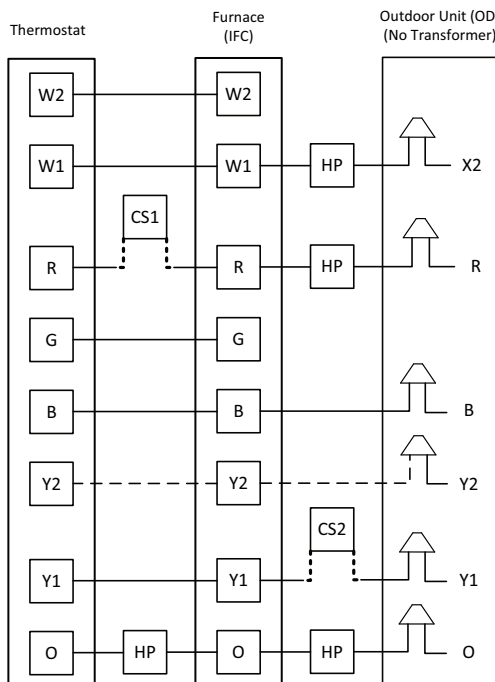 Thermostat
Furnace
(IFC)
Outdoor Unit (OD
(No Transformer)
W2 W2
W1 W1 HP X2
CS1
R R HP R
G G
B B B
Y2 Y2 Y2
CS2
Y1 Y1 Y1
O HP O HP O